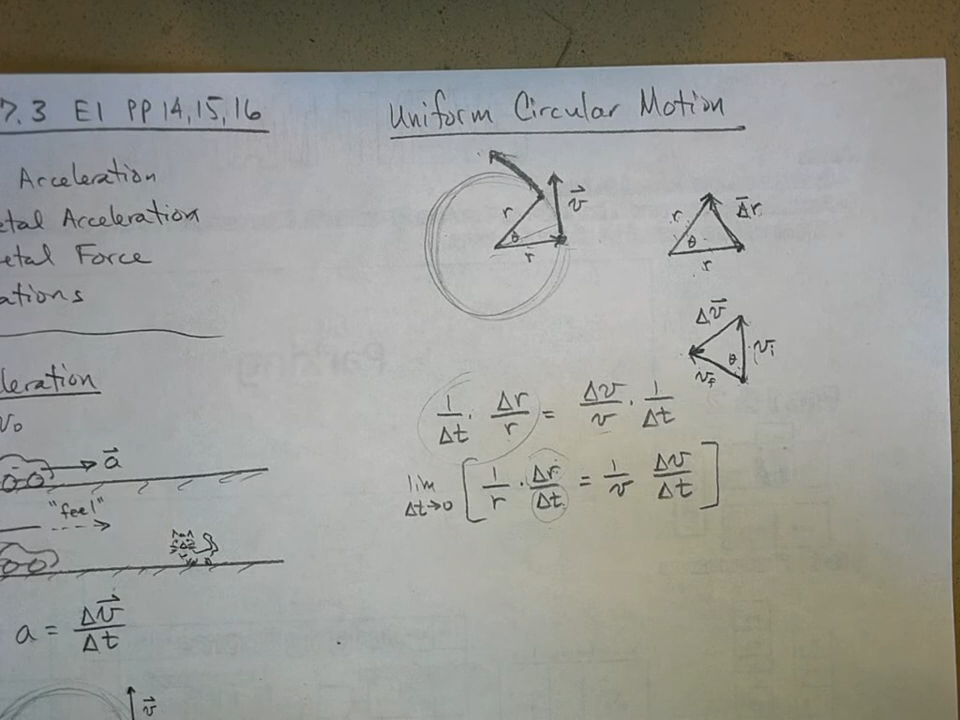 7.3 E1 PP 14,15,16
Acceleration
etal Acceleration
etal Force
ations
leration
v₀
a⃗
"feel"
a = Δv⃗/Δt
v⃗
Uniform Circular Motion
r θ r v⃗
r θ r Δ⃗r
Δv⃗ θ vᵢ v_f
1/Δt · Δr/r = Δv/v · 1/Δt
lim Δt→0 [ 1/r · Δr/Δt = 1/v Δv/Δt ]